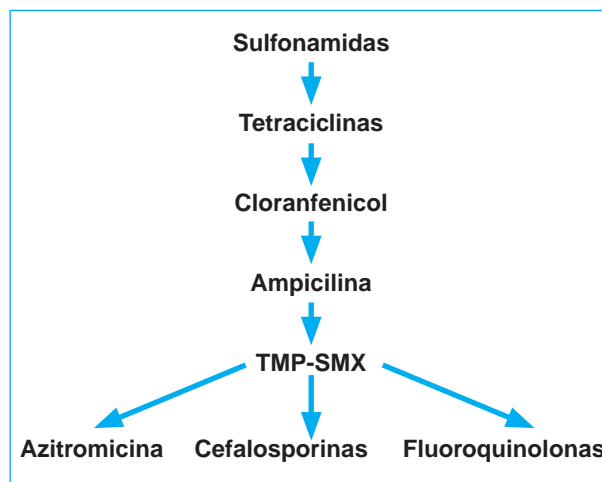 Sulfonamidas
Tetraciclinas
Cloranfenicol
Ampicilina
TMP-SMX
Azitromicina Cefalosporinas Fluoroquinolonas